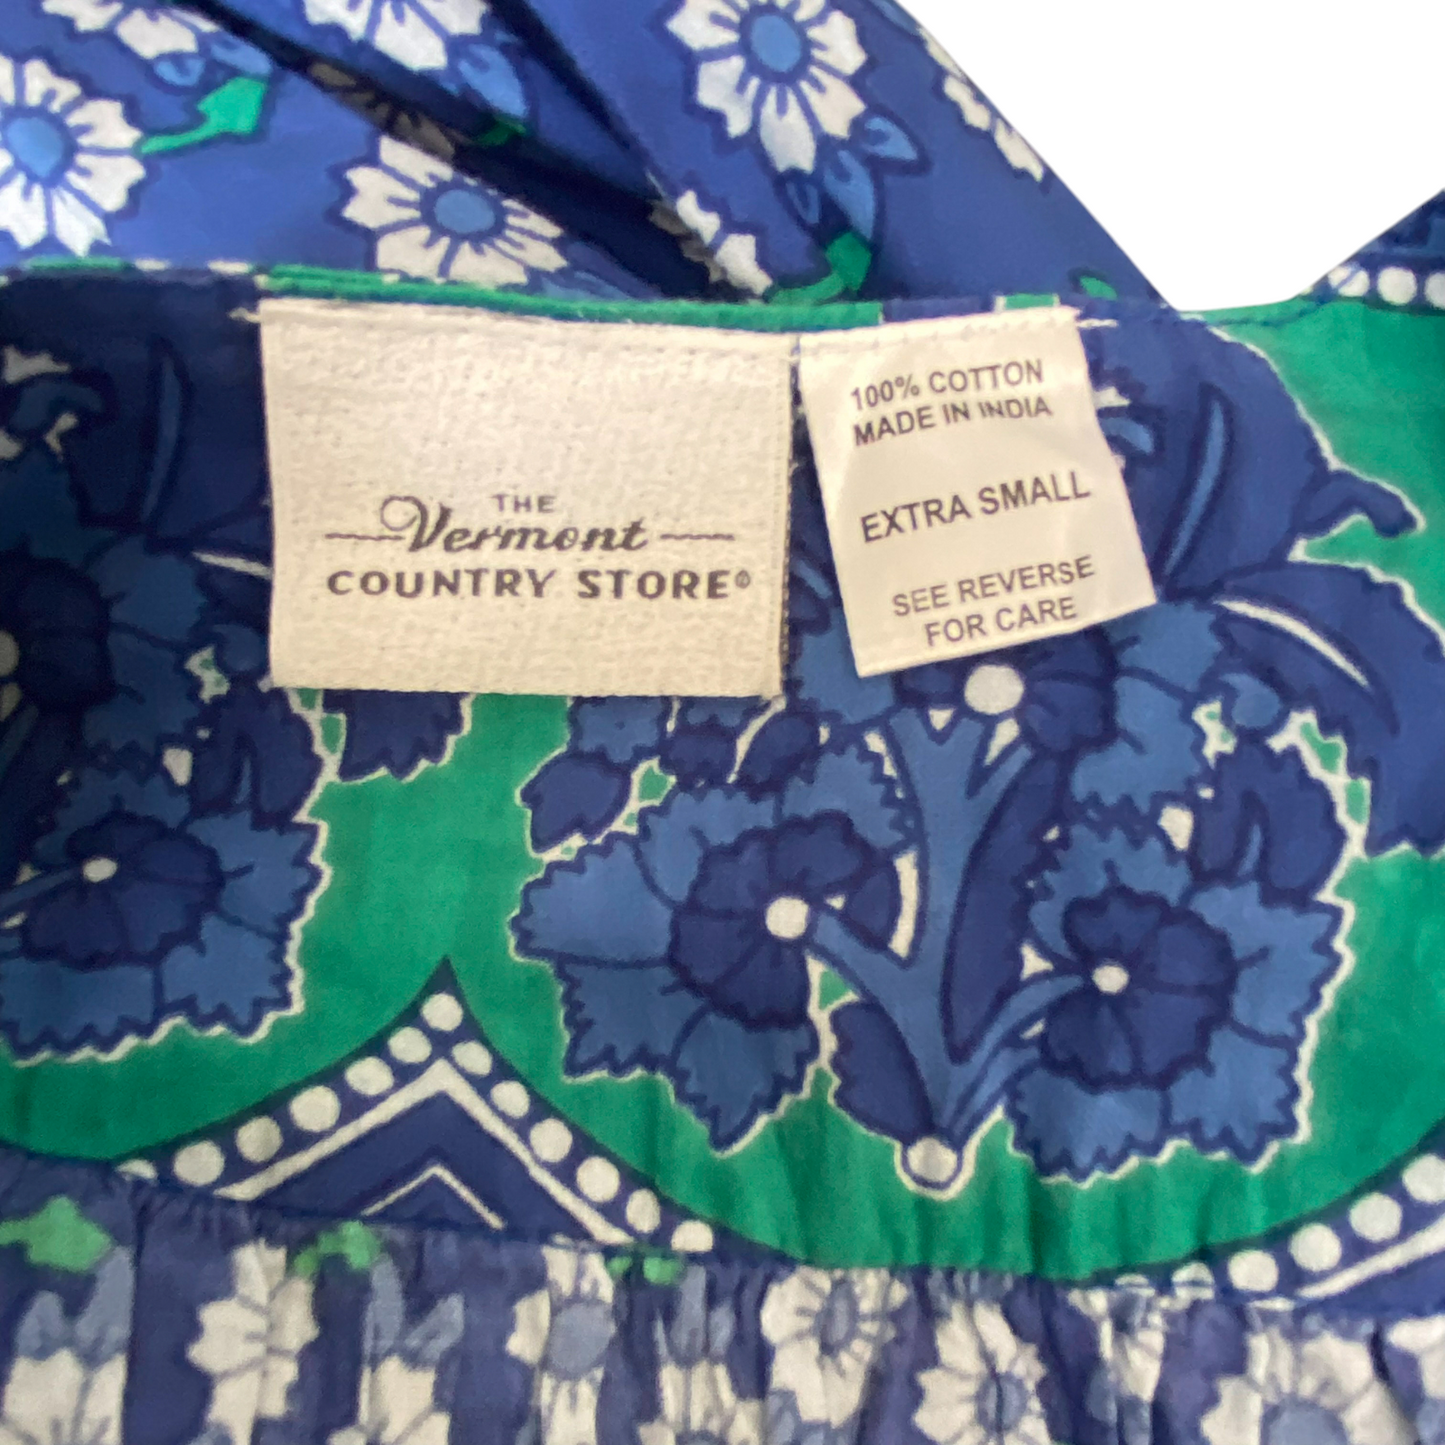 THE
Vermont
COUNTRY STORE®
100% COTTON
MADE IN INDIA
EXTRA SMALL
SEE REVERSE
FOR CARE